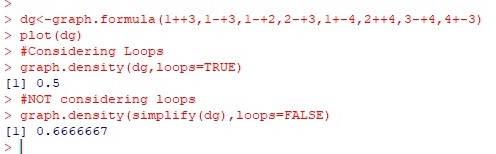 >
> dg<-graph.formula(1++3,1-+3,1-+2,2-+3,1+-4,2++4,3-+4,4+-3)
> plot(dg)
> #Considering Loops
> graph.density(dg,loops=TRUE)
[1] 0.5
> #NOT considering loops
> graph.density(simplify(dg),loops=FALSE)
[1] 0.6666667
>